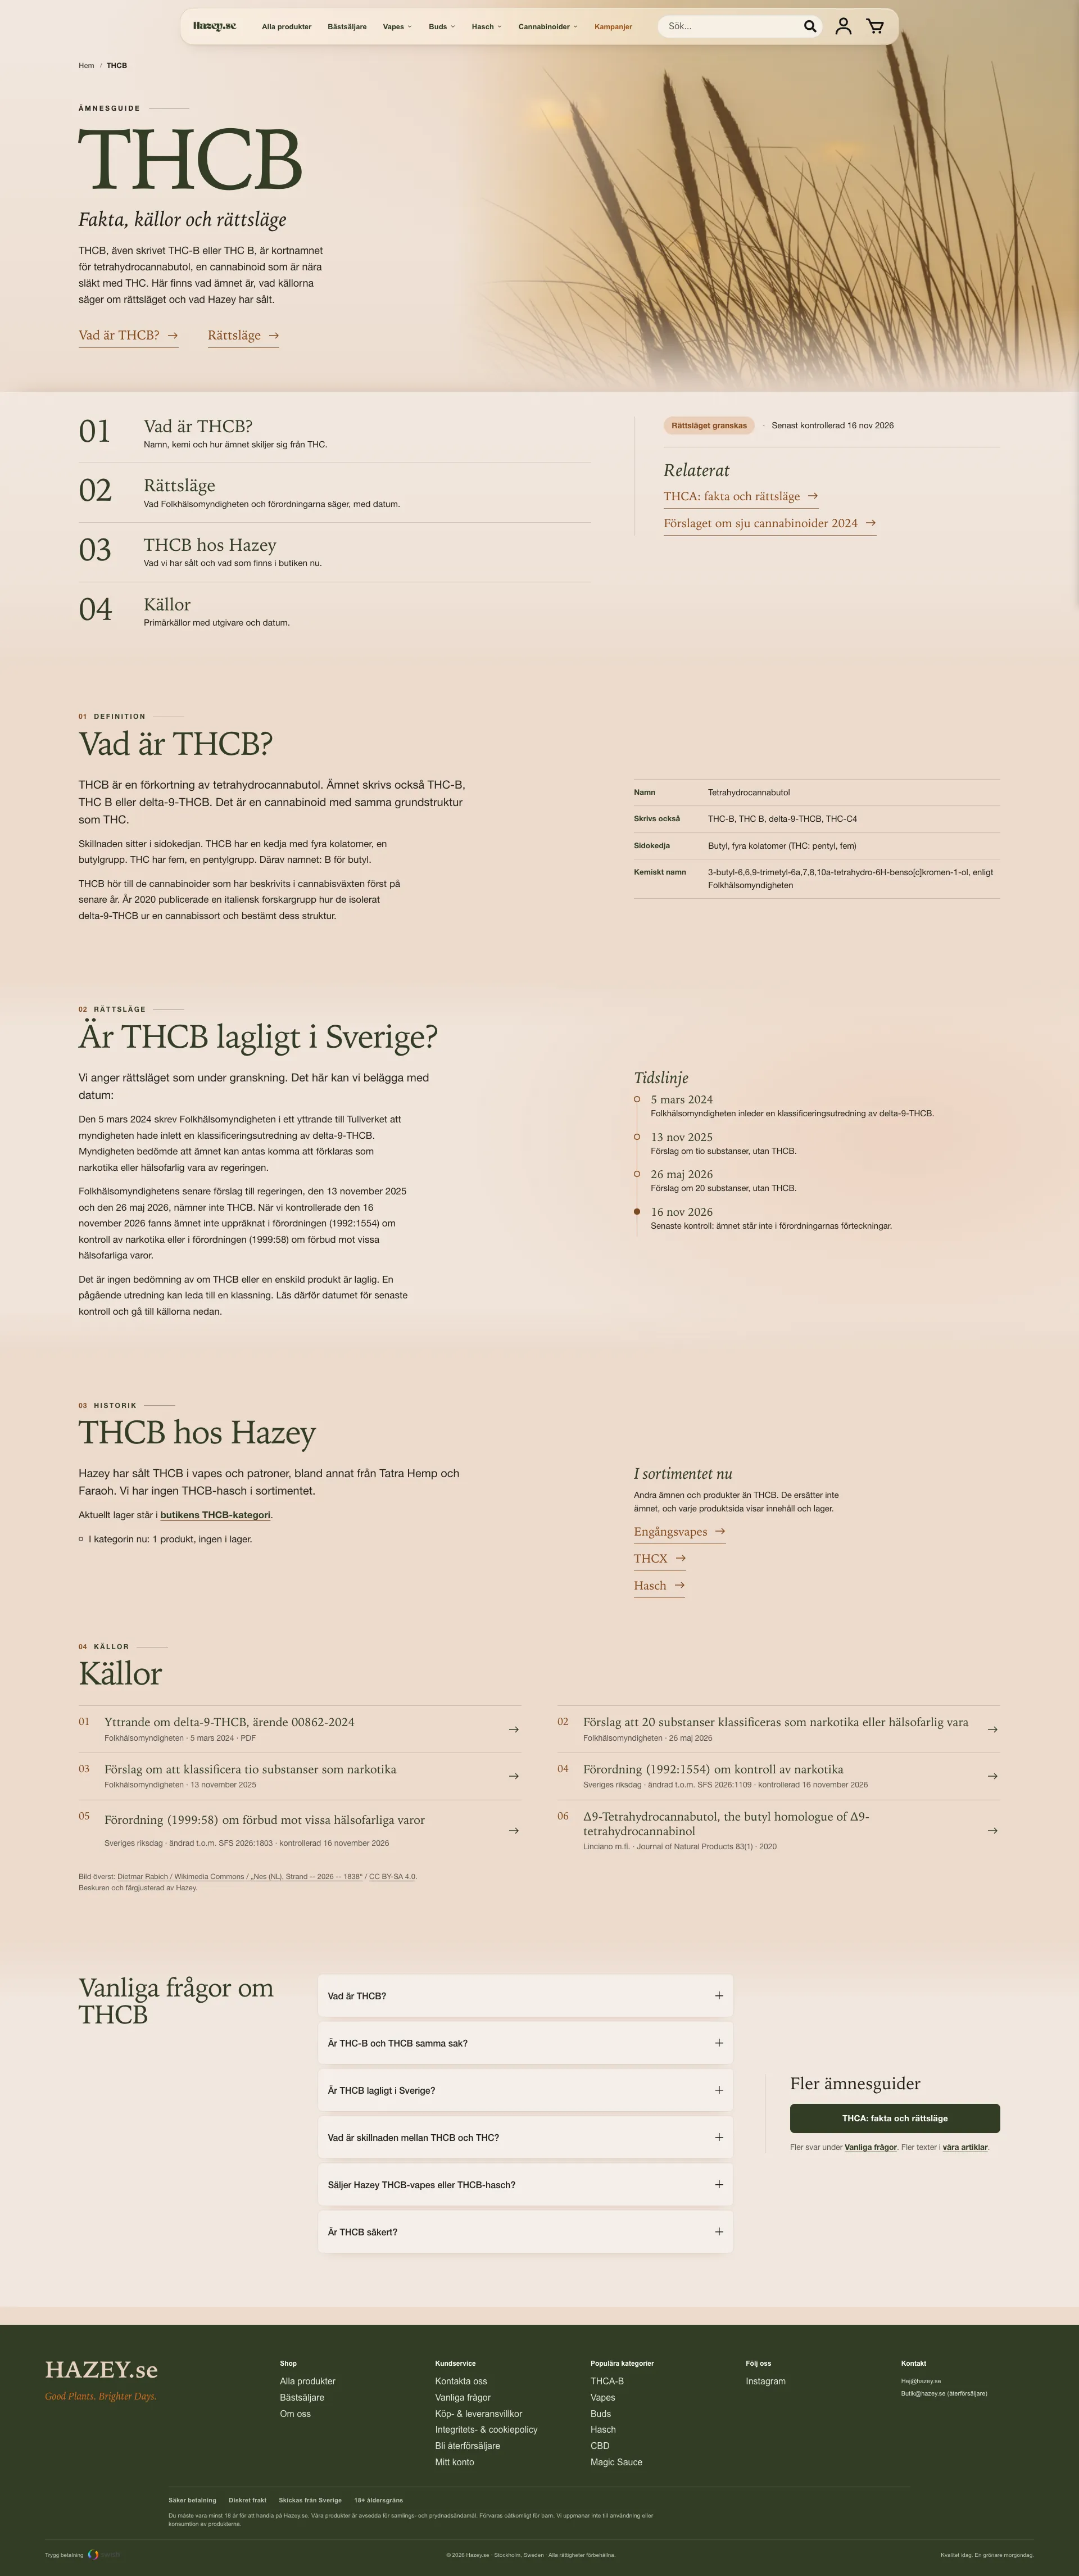 Hazey.se
Alla produkter
Bästsäljare
Vapes
Buds
Hasch
Cannabinoider
Kampanjer
Sök...
Hem / THCB
ÄMNESGUIDE
THCB
Fakta, källor och rättsläge
THCB, även skrivet THC-B eller THC B, är kortnamnet
för tetrahydrocannabutol, en cannabinoid som är nära
släkt med THC. Här finns vad ämnet är, vad källorna
säger om rättsläget och vad Hazey har sålt.
Vad är THCB? →
Rättsläge →
01
Vad är THCB?
Namn, kemi och hur ämnet skiljer sig från THC.
02
Rättsläge
Vad Folkhälsomyndigheten och förordningarna säger, med datum.
03
THCB hos Hazey
Vad vi har sålt och vad som finns i butiken nu.
04
Källor
Primärkällor med utgivare och datum.
Rättsläget granskas · Senast kontrollerad 16 nov 2026
Relaterat
THCA: fakta och rättsläge →
Förslaget om sju cannabinoider 2024 →
01 DEFINITION
Vad är THCB?
THCB är en förkortning av tetrahydrocannabutol. Ämnet skrivs också THC-B,
THC B eller delta-9-THCB. Det är en cannabinoid med samma grundstruktur
som THC.
Skillnaden sitter i sidokedjan. THCB har en kedja med fyra kolatomer, en
butylgrupp. THC har fem, en pentylgrupp. Därav namnet: B för butyl.
THCB hör till de cannabinoider som har beskrivits i cannabisväxten först på
senare år. År 2020 publicerade en italiensk forskargrupp hur de isolerat
delta-9-THCB ur en cannabissort och bestämt dess struktur.
Namn Tetrahydrocannabutol
Skrivs också THC-B, THC B, delta-9-THCB, THC-C4
Sidokedja Butyl, fyra kolatomer (THC: pentyl, fem)
Kemiskt namn 3-butyl-6,6,9-trimetyl-6a,7,8,10a-tetrahydro-6H-benso[c]kromen-1-ol, enligt
Folkhälsomyndigheten
02 RÄTTSLÄGE
Är THCB lagligt i Sverige?
Vi anger rättsläget som under granskning. Det här kan vi belägga med
datum:
Den 5 mars 2024 skrev Folkhälsomyndigheten i ett yttrande till Tullverket att
myndigheten hade inlett en klassificeringsutredning av delta-9-THCB.
Myndigheten bedömde att ämnet kan antas komma att förklaras som
narkotika eller hälsofarlig vara av regeringen.
Folkhälsomyndighetens senare förslag till regeringen, den 13 november 2025
och den 26 maj 2026, nämner inte THCB. När vi kontrollerade den 16
november 2026 fanns ämnet inte uppräknat i förordningen (1992:1554) om
kontroll av narkotika eller i förordningen (1999:58) om förbud mot vissa
hälsofarliga varor.
Det är ingen bedömning av om THCB eller en enskild produkt är laglig. En
pågående utredning kan leda till en klassning. Läs därför datumet för senaste
kontroll och gå till källorna nedan.
Tidslinje
5 mars 2024
Folkhälsomyndigheten inleder en klassificeringsutredning av delta-9-THCB.
13 nov 2025
Förslag om tio substanser, utan THCB.
26 maj 2026
Förslag om 20 substanser, utan THCB.
16 nov 2026
Senaste kontroll: ämnet står inte i förordningarnas förteckningar.
03 HISTORIK
THCB hos Hazey
Hazey har sålt THCB i vapes och patroner, bland annat från Tatra Hemp och
Faraoh. Vi har ingen THCB-hasch i sortimentet.
Aktuellt lager står i butikens THCB-kategori.
I kategorin nu: 1 produkt, ingen i lager.
I sortimentet nu
Andra ämnen och produkter än THCB. De ersätter inte
ämnet, och varje produktsida visar innehåll och lager.
Engångsvapes →
THCX →
Hasch →
04 KÄLLOR
Källor
01 Yttrande om delta-9-THCB, ärende 00862-2024 →
Folkhälsomyndigheten · 5 mars 2024 · PDF
02 Förslag att 20 substanser klassificeras som narkotika eller hälsofarlig vara →
Folkhälsomyndigheten · 26 maj 2026
03 Förslag om att klassificera tio substanser som narkotika →
Folkhälsomyndigheten · 13 november 2025
04 Förordning (1992:1554) om kontroll av narkotika →
Sveriges riksdag · ändrad t.o.m. SFS 2026:1109 · kontrollerad 16 november 2026
05 Förordning (1999:58) om förbud mot vissa hälsofarliga varor →
Sveriges riksdag · ändrad t.o.m. SFS 2026:1803 · kontrollerad 16 november 2026
06 Δ9-Tetrahydrocannabutol, the butyl homologue of Δ9-
tetrahydrocannabinol →
Linciano m.fl. · Journal of Natural Products 83(1) · 2020
Bild överst: Dietmar Rabich / Wikimedia Commons / „Nes (NL), Strand -- 2026 -- 1838" / CC BY-SA 4.0.
Beskuren och färgjusterad av Hazey.
Vanliga frågor om
THCB
Vad är THCB? +
Är THC-B och THCB samma sak? +
Är THCB lagligt i Sverige? +
Vad är skillnaden mellan THCB och THC? +
Säljer Hazey THCB-vapes eller THCB-hasch? +
Är THCB säkert? +
Fler ämnesguider
THCA: fakta och rättsläge
Fler svar under Vanliga frågor. Fler texter i våra artiklar.
HAZEY.se
Good Plants. Brighter Days.
Shop
Alla produkter
Bästsäljare
Om oss
Kundservice
Kontakta oss
Vanliga frågor
Köp- & leveransvillkor
Integritets- & cookiepolicy
Bli återförsäljare
Mitt konto
Populära kategorier
THCA-B
Vapes
Buds
Hasch
CBD
Magic Sauce
Följ oss
Instagram
Kontakt
Hej@hazey.se
Butik@hazey.se (återförsäljare)
Säker betalning
Diskret frakt
Skickas från Sverige
18+ åldersgräns
Du måste vara minst 18 år för att handla på Hazey.se. Våra produkter är avsedda för samlings- och prydnadsändamål. Förvaras oåtkomligt för barn. Vi uppmanar inte till användning eller
konsumtion av produkterna.
Trygg betalning
© 2026 Hazey.se · Stockholm, Sweden · Alla rättigheter förbehållna.
Kvalitet idag. En grönare morgondag.